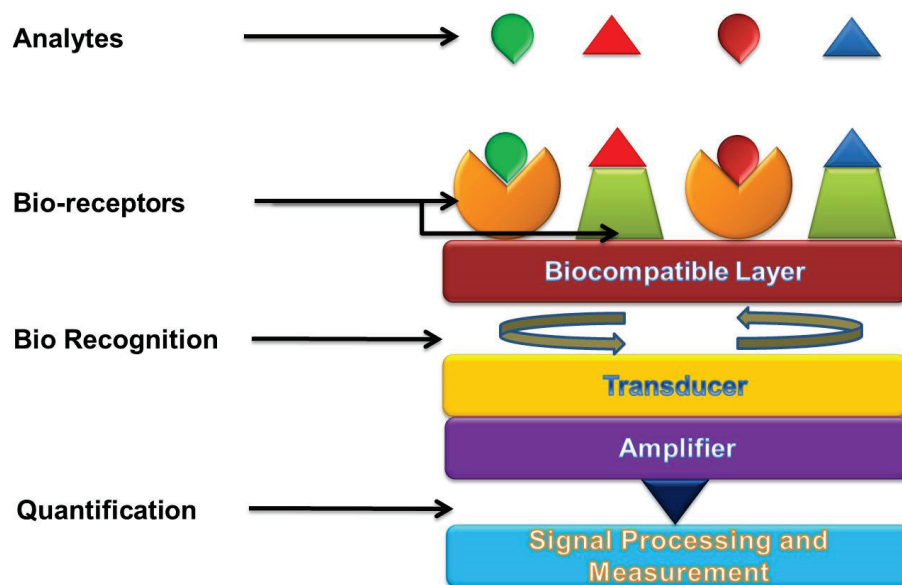 Analytes
Bio-receptors
Biocompatible Layer
Bio Recognition
Transducer
Amplifier
Quantification
Signal Processing and
Measurement